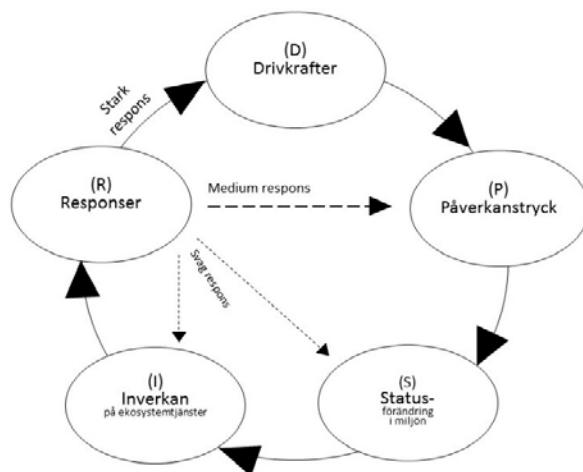 (D)
Drivkrafter
Stark
respons
(R)
Responser
Medium respons
(P)
Påverkanstryck
Svag respons
(I)
Inverkan
på ekosystemtjänster
(S)
Status-
förändring
i miljön